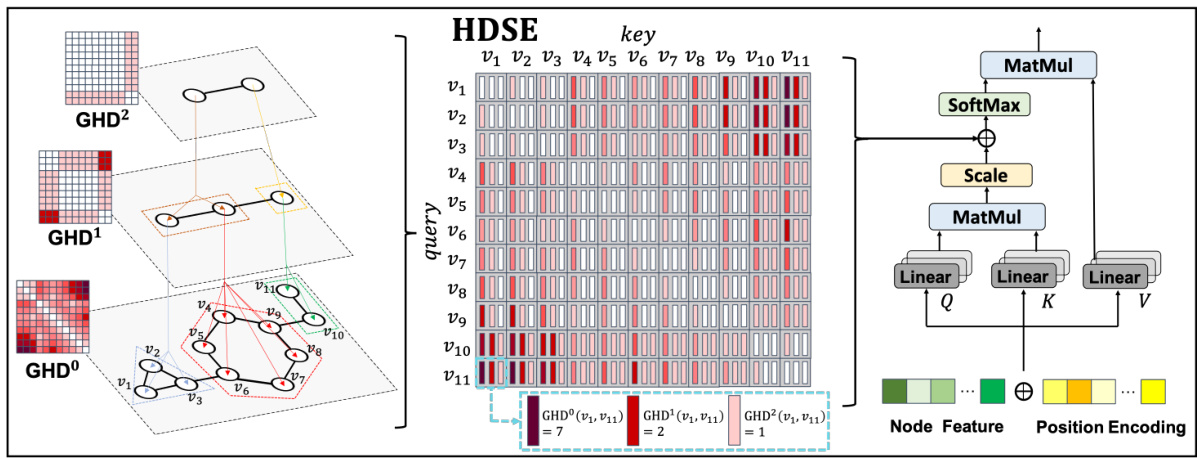 HDSE
key
v1 v2 v3 v4 v5 v6 v7 v8 v9 v10 v11
query
v1
v2
v3
v4
v5
v6
v7
v8
v9
v10
v11
GHD⁰(v1, v11)
= 7
GHD¹(v1, v11)
= 2
GHD²(v1, v11)
= 1
GHD²
GHD¹
GHD⁰
v11
v10
v4
v9
v5
v8
v2
v6
v7
v1
v3
MatMul
SoftMax
Scale
MatMul
Linear
Linear
Linear
Q
K
V
...
...
Node Feature
Position Encoding